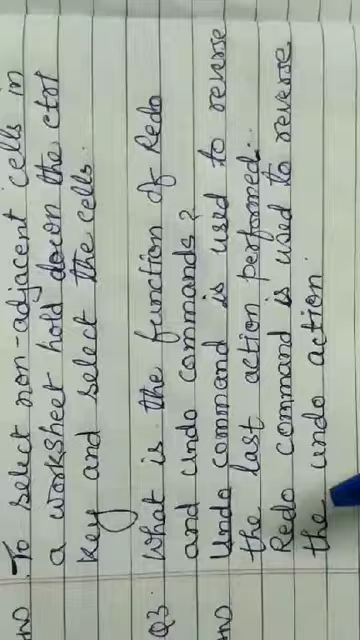 Ans To select non-adjacent cells in
a worksheet hold down the ctrl
key and select the cells.
Q3 What is the function of Redo
and undo commands?
Ans Undo command is used to reverse
the last action performed.
Redo command is used to reverse
the undo action.